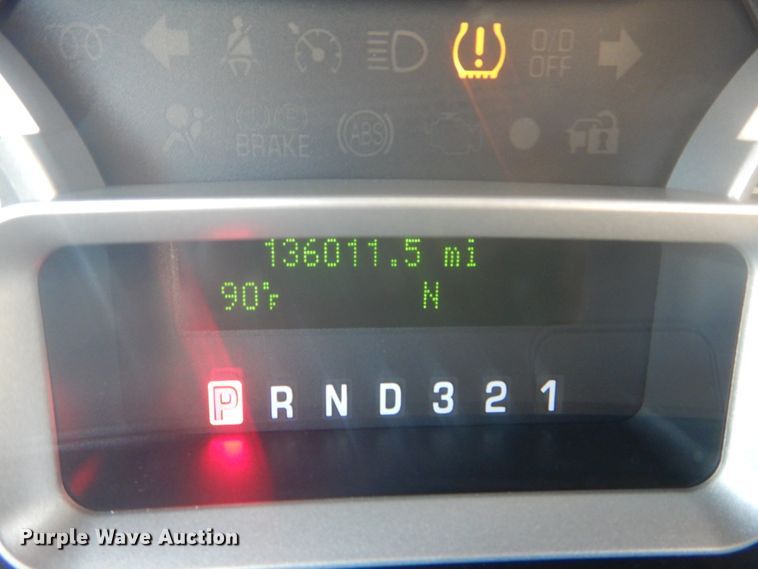 O/D
OFF
BRAKE
ABS
136011.5 mi
90°F N
P R N D 3 2 1
Purple Wave Auction